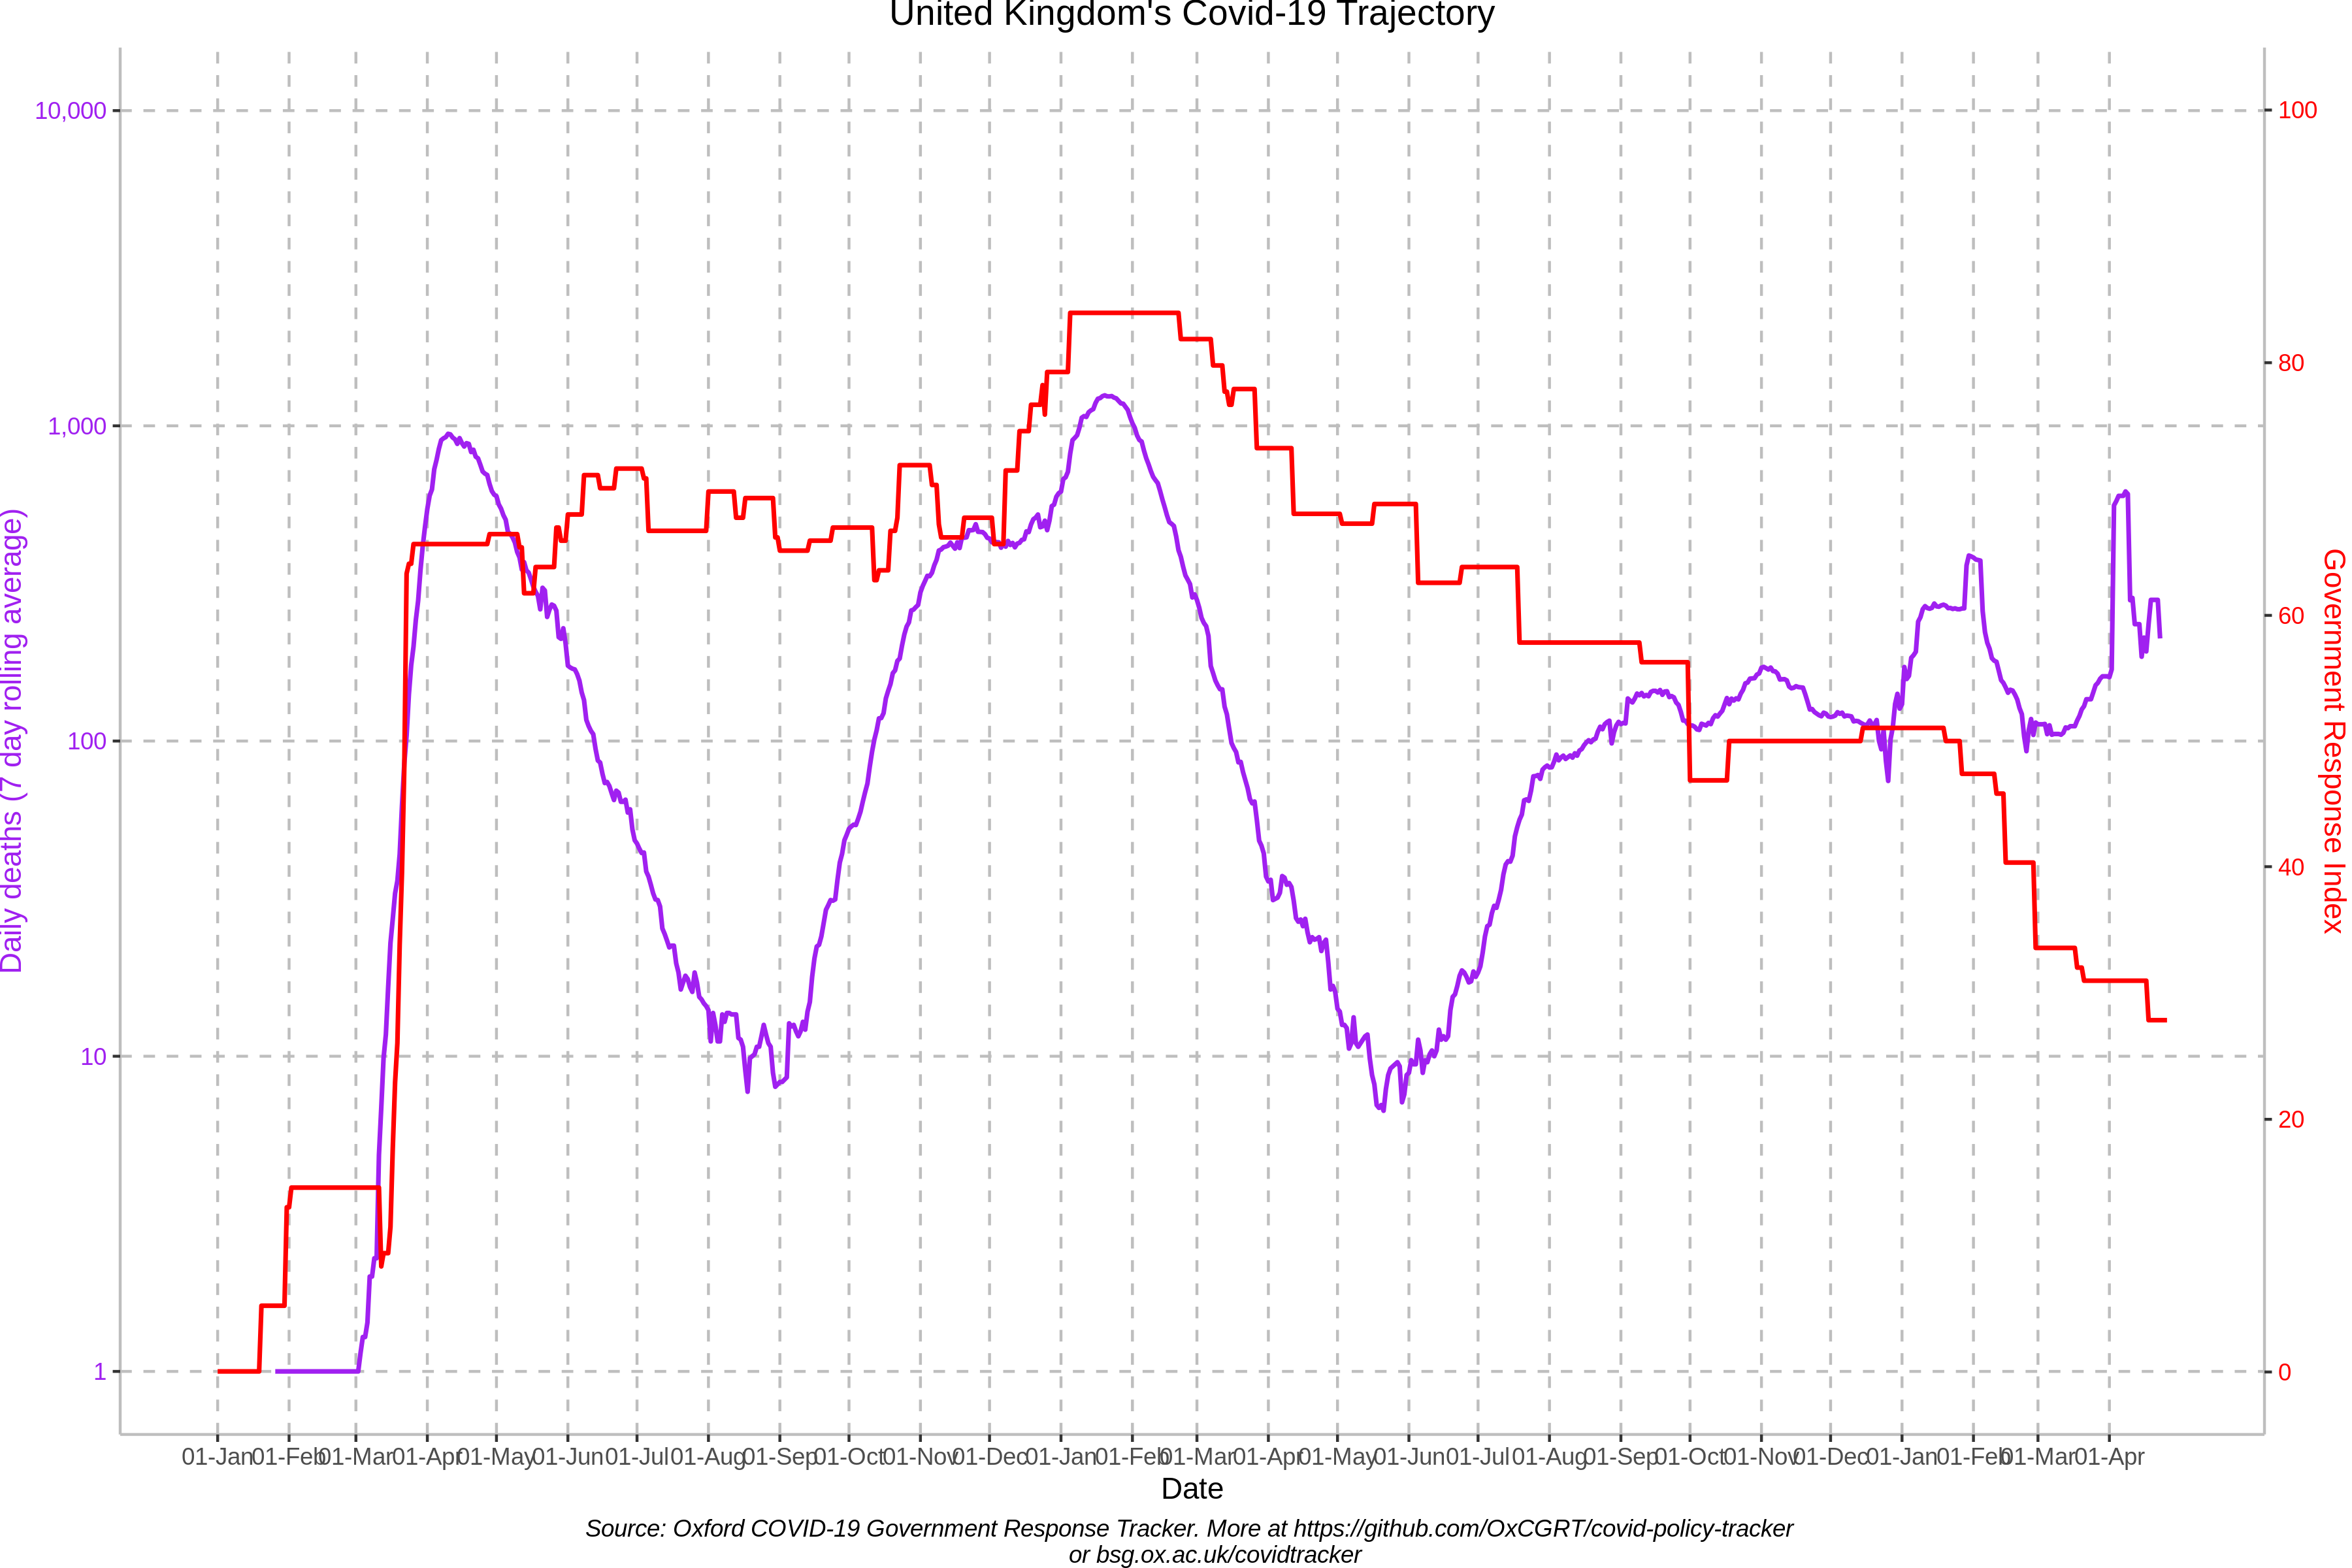 United Kingdom's Covid-19 Trajectory
10,000
1,000
100
10
1
Daily deaths (7 day rolling average)
100
80
60
40
20
0
Government Response Index
01-Jan 01-Feb 01-Mar 01-Apr 01-May 01-Jun 01-Jul 01-Aug 01-Sep 01-Oct 01-Nov 01-Dec 01-Jan 01-Feb 01-Mar 01-Apr 01-May 01-Jun 01-Jul 01-Aug 01-Sep 01-Oct 01-Nov 01-Dec 01-Jan 01-Feb 01-Mar 01-Apr
Date
Source: Oxford COVID-19 Government Response Tracker. More at https://github.com/OxCGRT/covid-policy-tracker
or bsg.ox.ac.uk/covidtracker